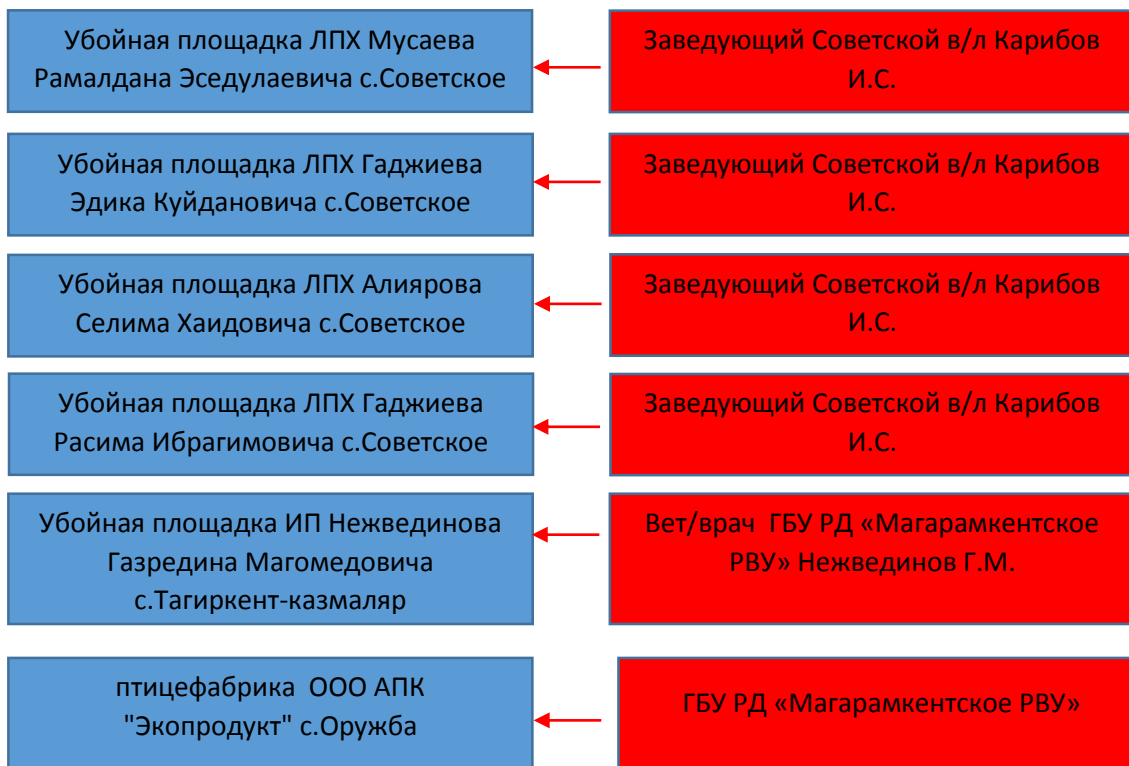 Убойная площадка ЛПХ Мусаева
Рамалдана Эседулаевича с.Советское
Заведующий Советской в/л Карибов
И.С.
Убойная площадка ЛПХ Гаджиева
Эдика Куйдановича с.Советское
Заведующий Советской в/л Карибов
И.С.
Убойная площадка ЛПХ Алиярова
Селима Хаидовича с.Советское
Заведующий Советской в/л Карибов
И.С.
Убойная площадка ЛПХ Гаджиева
Расима Ибрагимовича с.Советское
Заведующий Советской в/л Карибов
И.С.
Убойная площадка ИП Нежвединова
Газредина Магомедовича
с.Тагиркент-казмаляр
Вет/врач ГБУ РД «Магарамкентское
РВУ» Нежвединов Г.М.
птицефабрика ООО АПК
"Экопродукт" с.Оружба
ГБУ РД «Магарамкентское РВУ»